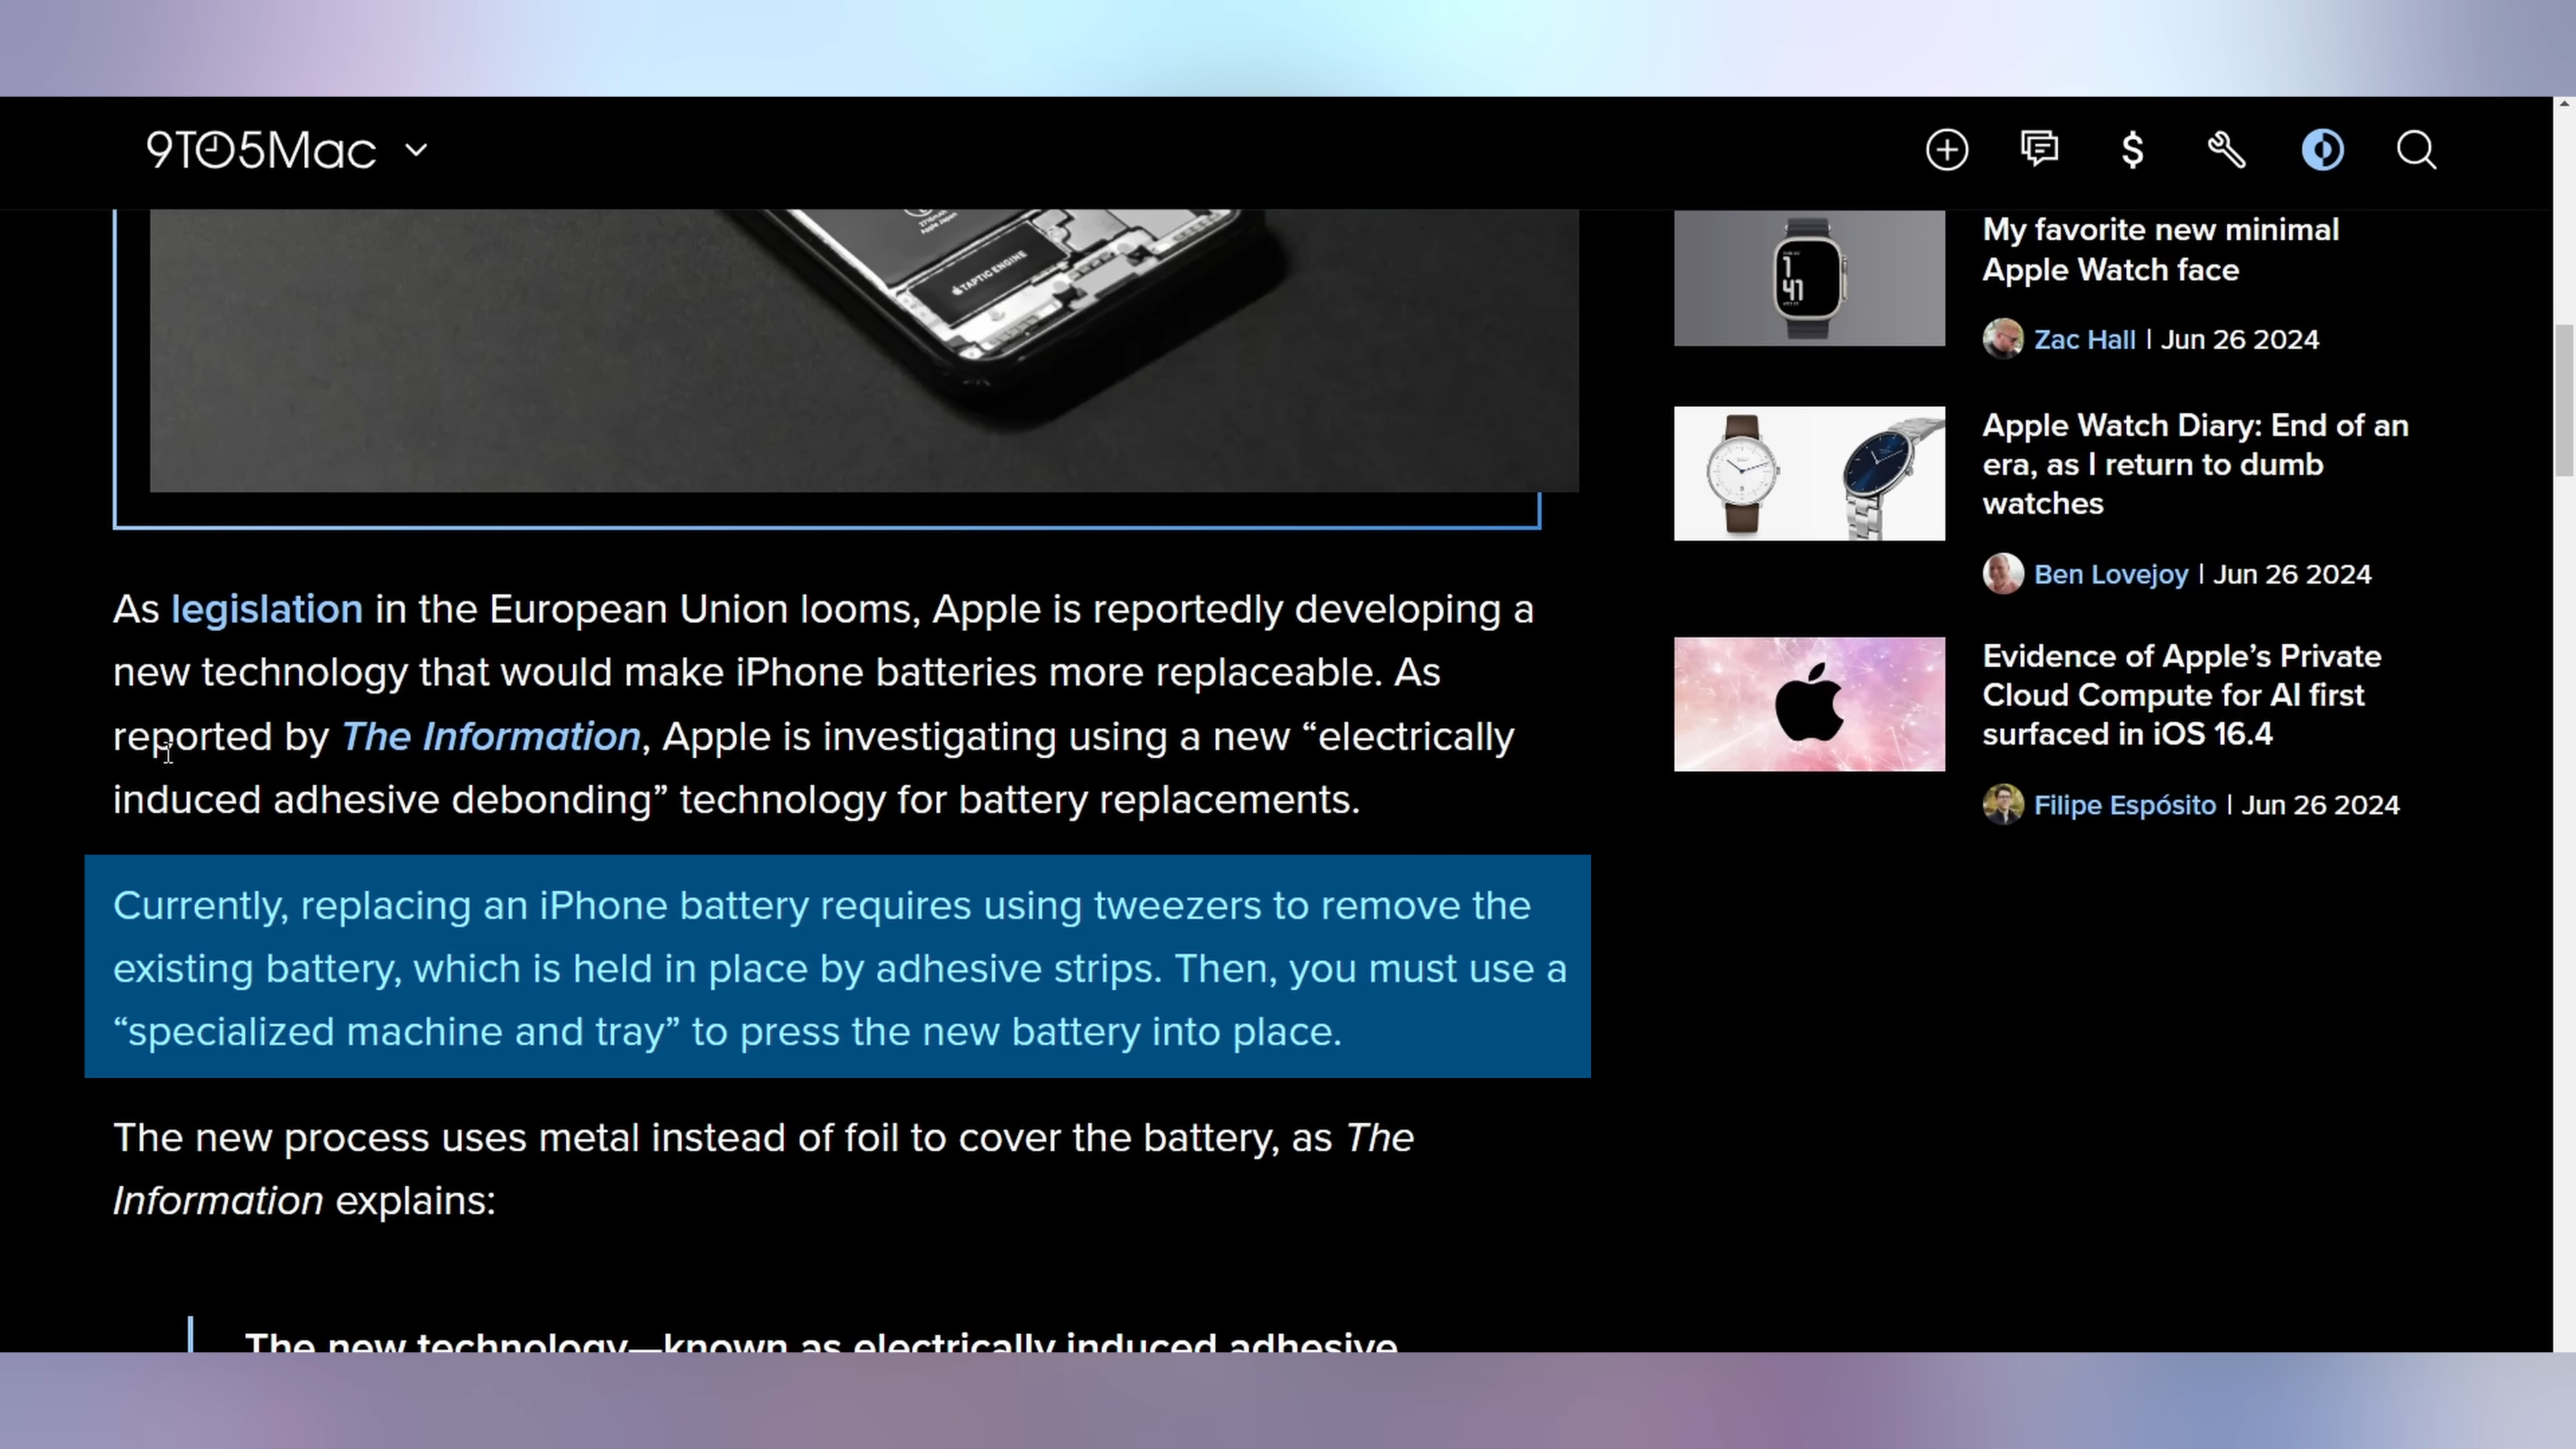 9TO5Mac
TAPTIC ENGINE
As legislation in the European Union looms, Apple is reportedly developing a
new technology that would make iPhone batteries more replaceable. As
reported by The Information, Apple is investigating using a new “electrically
induced adhesive debonding” technology for battery replacements.
Currently, replacing an iPhone battery requires using tweezers to remove the
existing battery, which is held in place by adhesive strips. Then, you must use a
“specialized machine and tray” to press the new battery into place.
The new process uses metal instead of foil to cover the battery, as The
Information explains:
The new technology—known as electrically induced adhesive
My favorite new minimal
Apple Watch face
Zac Hall | Jun 26 2024
Apple Watch Diary: End of an
era, as I return to dumb
watches
Ben Lovejoy | Jun 26 2024
Evidence of Apple’s Private
Cloud Compute for AI first
surfaced in iOS 16.4
Filipe Espósito | Jun 26 2024